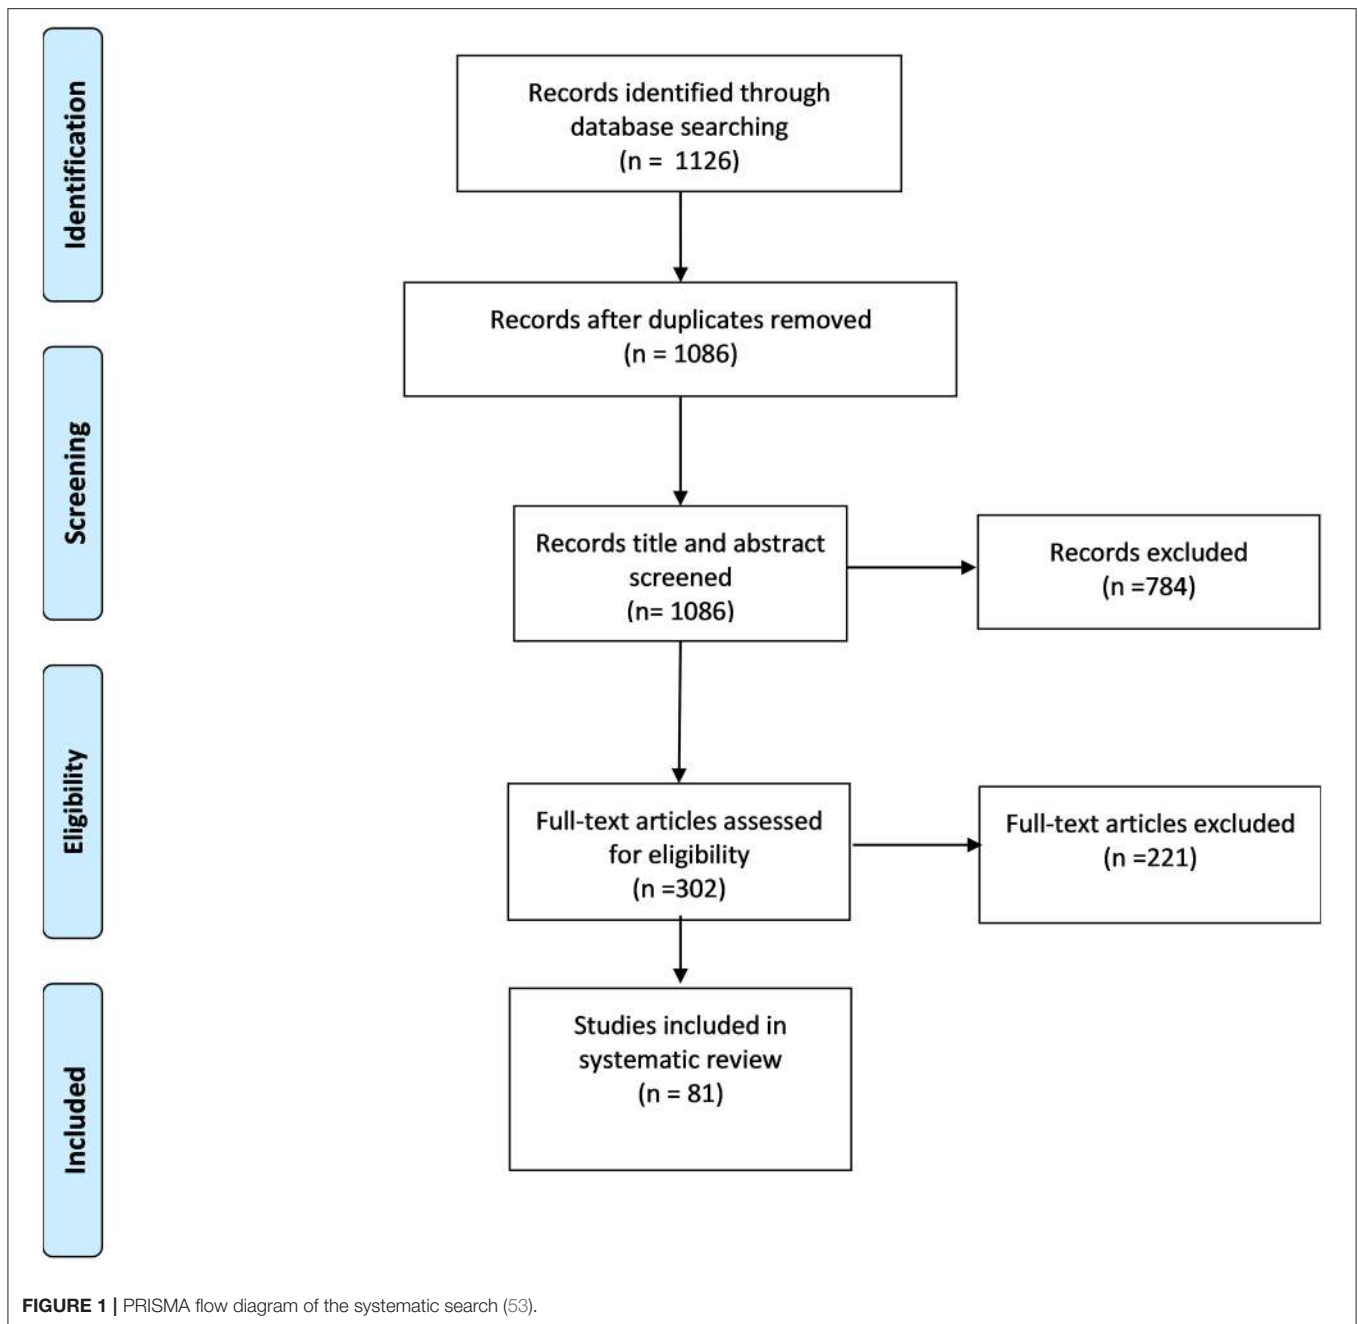 Identification
Records identified through
database searching
(n = 1126)
Records after duplicates removed
(n = 1086)
Screening
Records title and abstract
screened
(n= 1086)
Records excluded
(n =784)
Eligibility
Full-text articles assessed
for eligibility
(n =302)
Full-text articles excluded
(n =221)
Included
Studies included in
systematic review
(n = 81)
FIGURE 1 | PRISMA flow diagram of the systematic search (53).